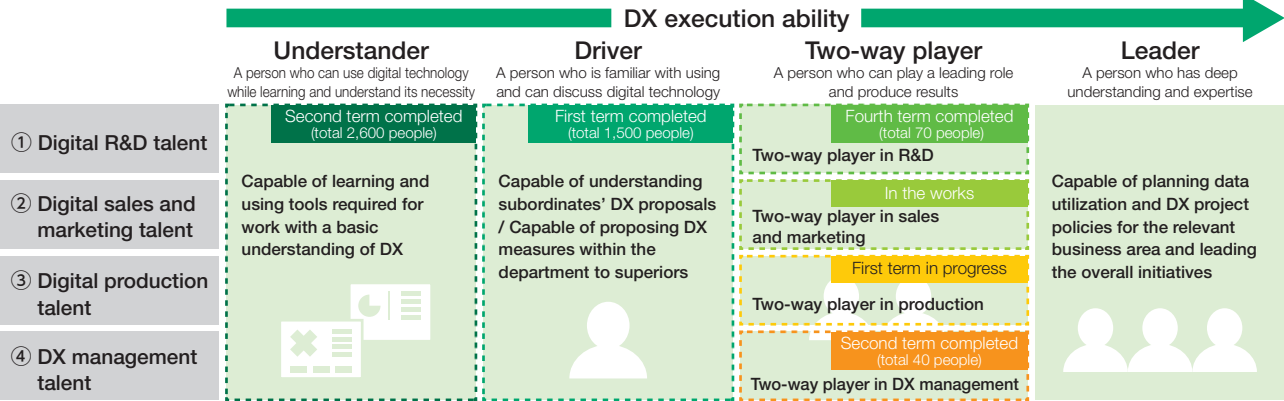 DX execution ability
Understander
A person who can use digital technology
while learning and understand its necessity
Driver
A person who is familiar with using
and can discuss digital technology
Two-way player
A person who can play a leading role
and produce results
Leader
A person who has deep
understanding and expertise
① Digital R&D talent
② Digital sales and
marketing talent
③ Digital production
talent
④ DX management
talent
Second term completed
(total 2,600 people)
Capable of learning and
using tools required for
work with a basic
understanding of DX
First term completed
(total 1,500 people)
Capable of understanding
subordinates’ DX proposals
/ Capable of proposing DX
measures within the
department to superiors
Fourth term completed
(total 70 people)
Two-way player in R&D
In the works
Two-way player in sales
and marketing
First term in progress
Two-way player in production
Second term completed
(total 40 people)
Two-way player in DX management
Capable of planning data
utilization and DX project
policies for the relevant
business area and leading
the overall initiatives